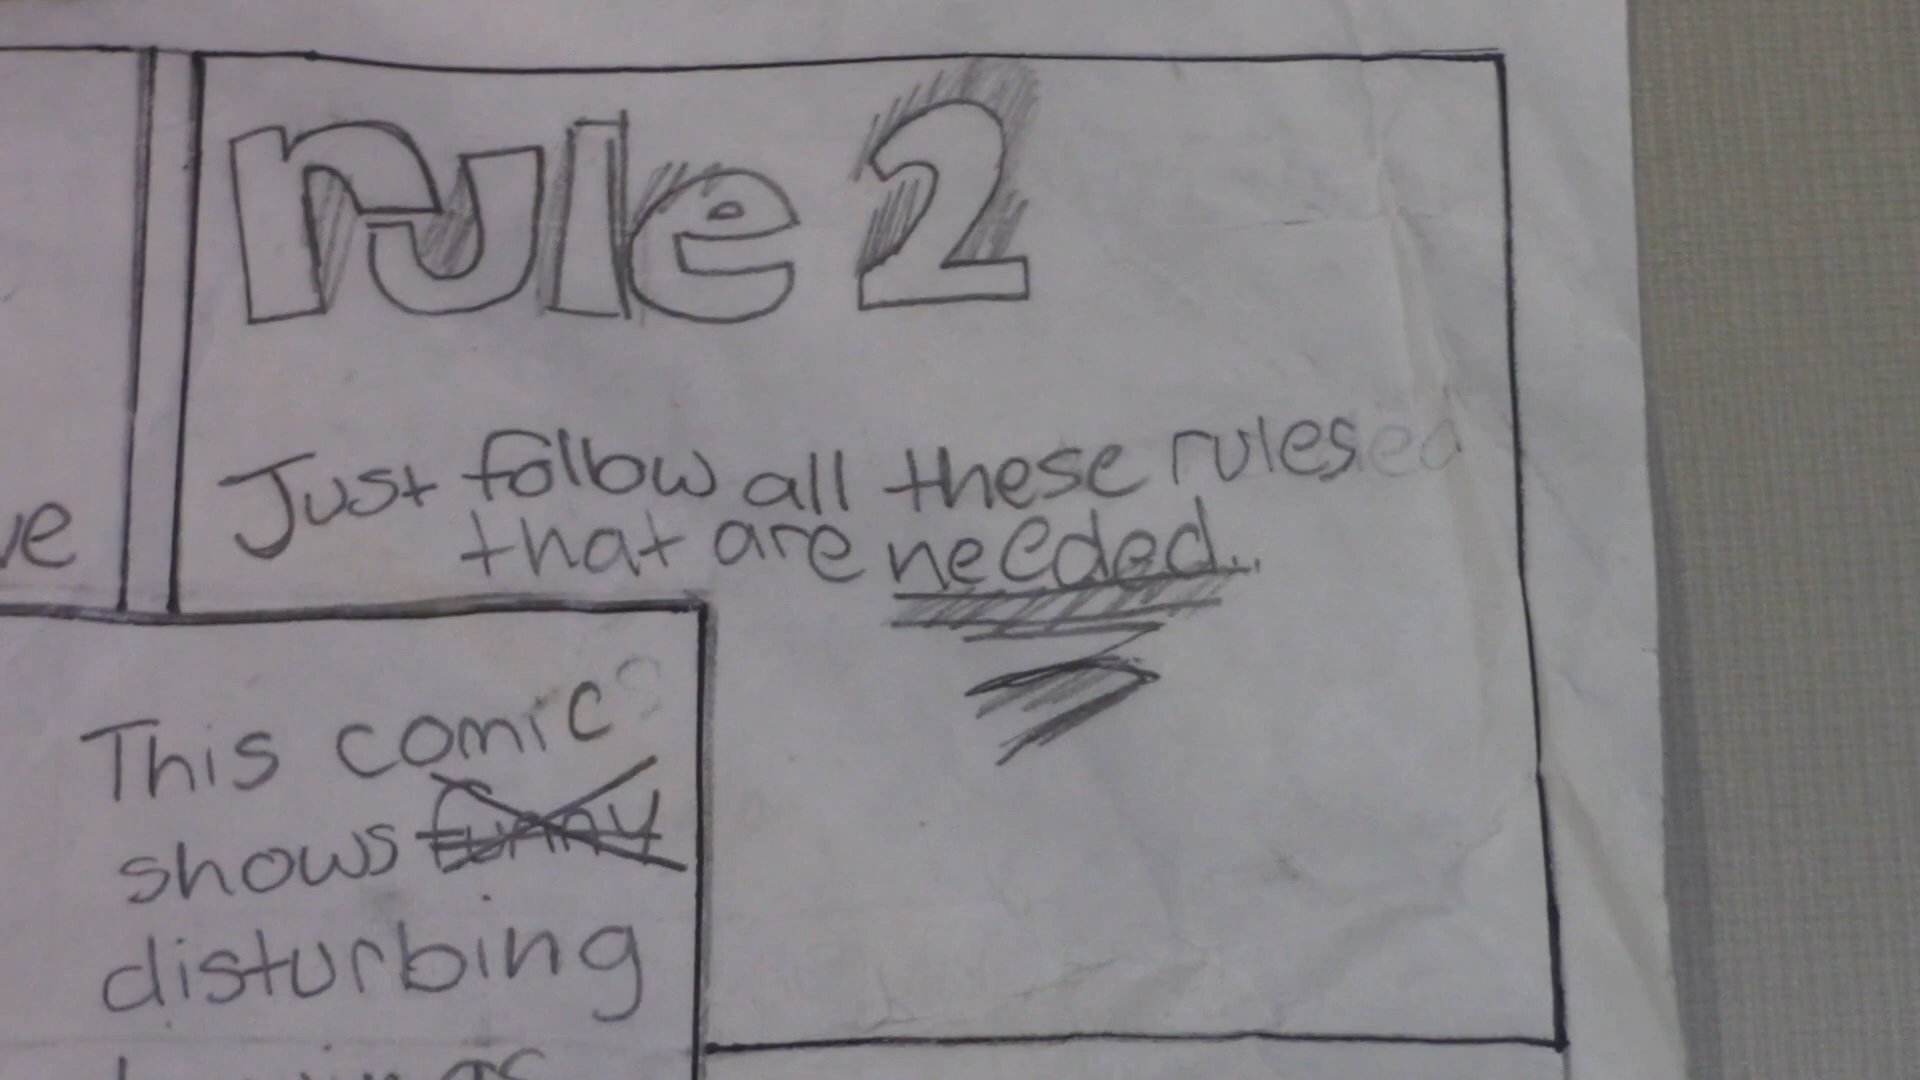 rule 2
Just follow all these rules
that are needed..
ve
This comic
shows funny
disturbing